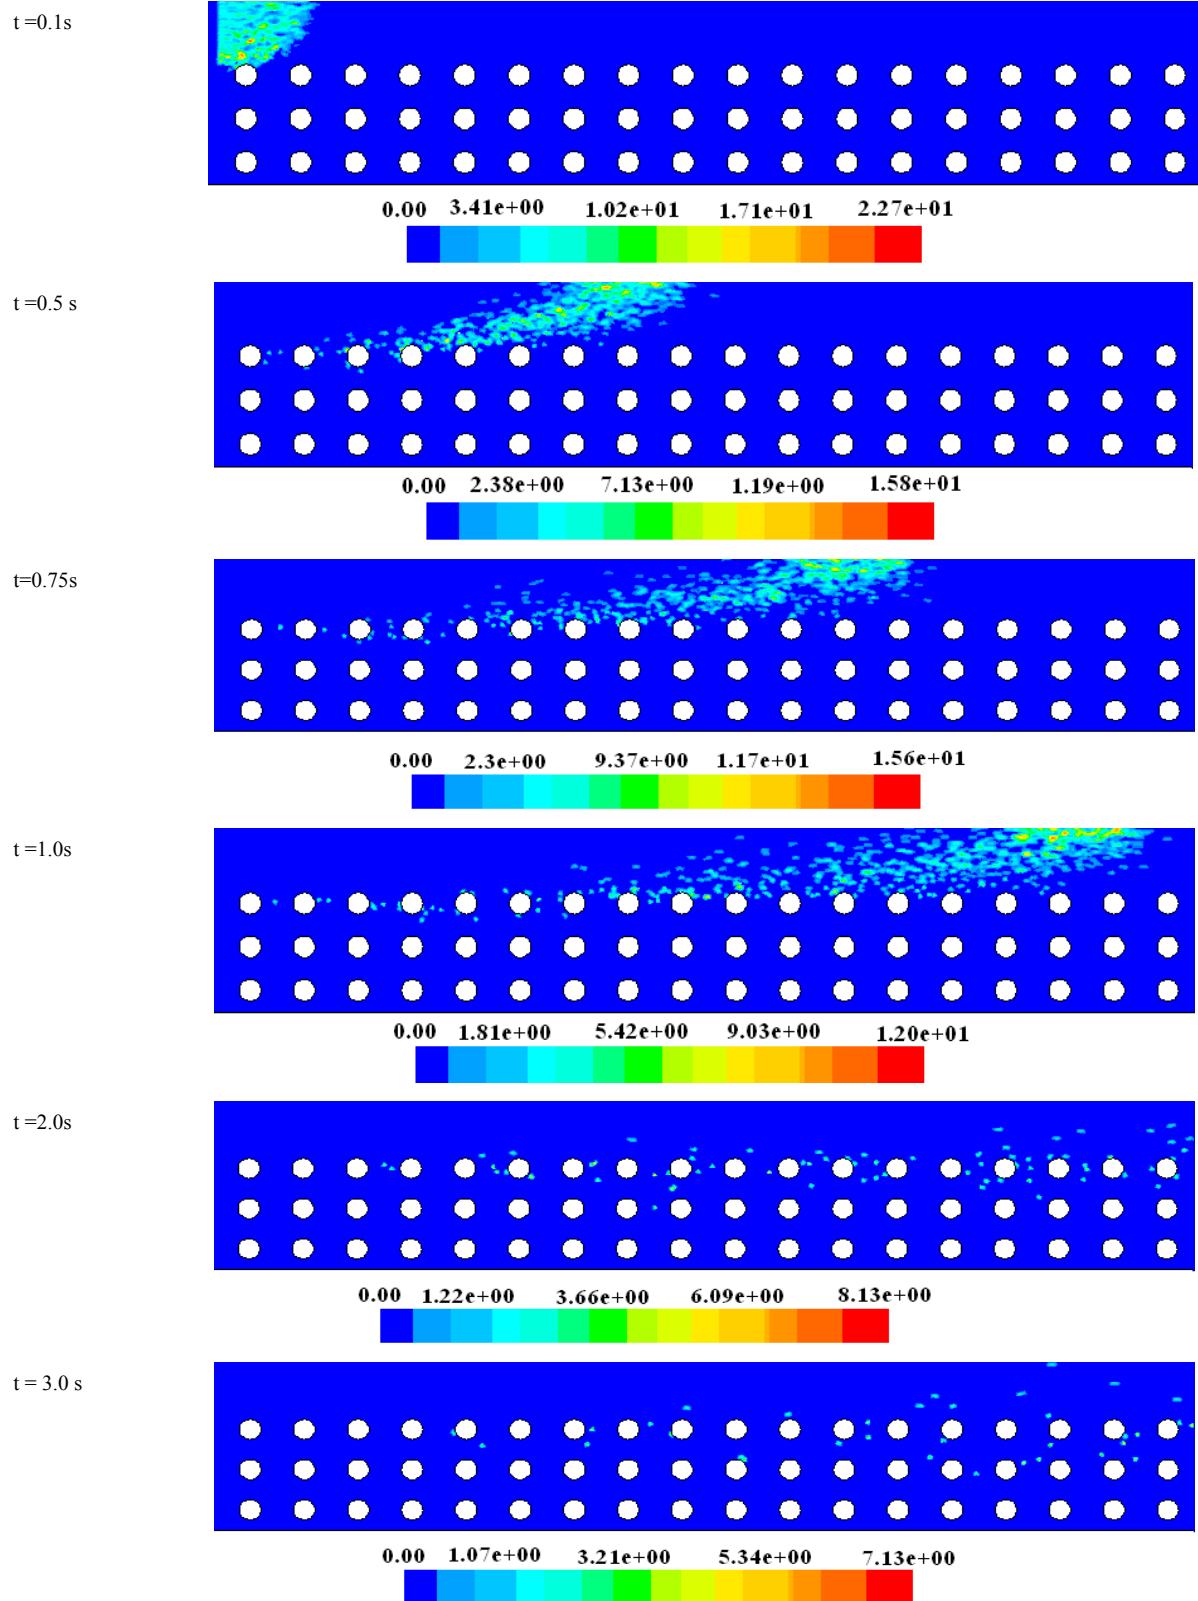 t =0.1s
0.00 3.41e+00 1.02e+01 1.71e+01 2.27e+01
t =0.5 s
0.00 2.38e+00 7.13e+00 1.19e+00 1.58e+01
t=0.75s
0.00 2.3e+00 9.37e+00 1.17e+01 1.56e+01
t =1.0s
0.00 1.81e+00 5.42e+00 9.03e+00 1.20e+01
t =2.0s
0.00 1.22e+00 3.66e+00 6.09e+00 8.13e+00
t = 3.0 s
0.00 1.07e+00 3.21e+00 5.34e+00 7.13e+00